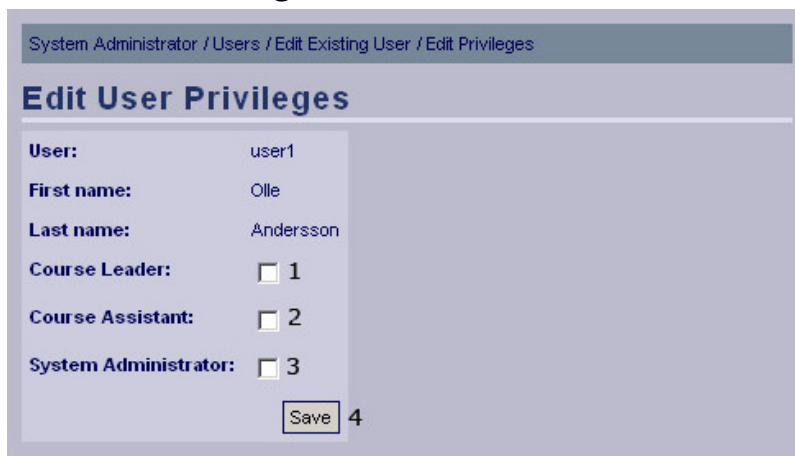 System Administrator / Users / Edit Existing User / Edit Privileges
Edit User Privileges
User: user1
First name: Olle
Last name: Andersson
Course Leader: 1
Course Assistant: 2
System Administrator: 3
Save 4